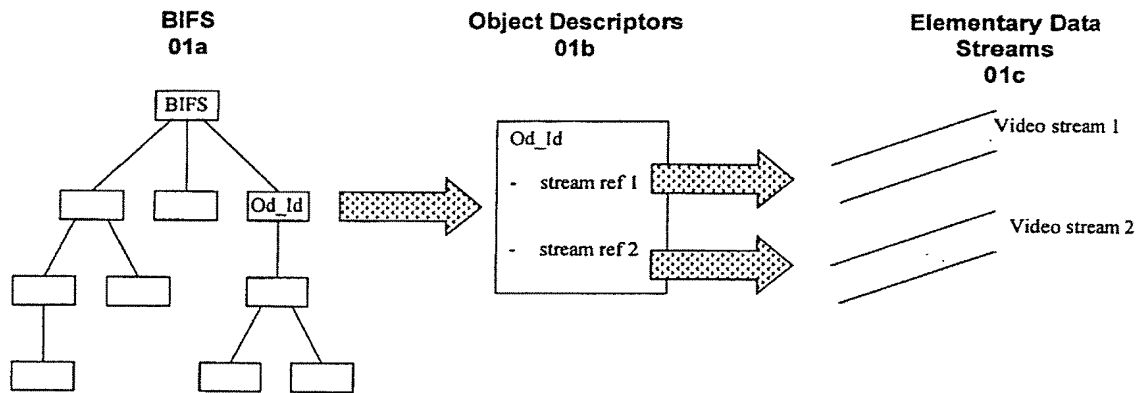 BIFS
01a
Object Descriptors
01b
Elementary Data
Streams
01c
BIFS
Od_Id
Od_Id
- stream ref 1
- stream ref 2
Video stream 1
Video stream 2